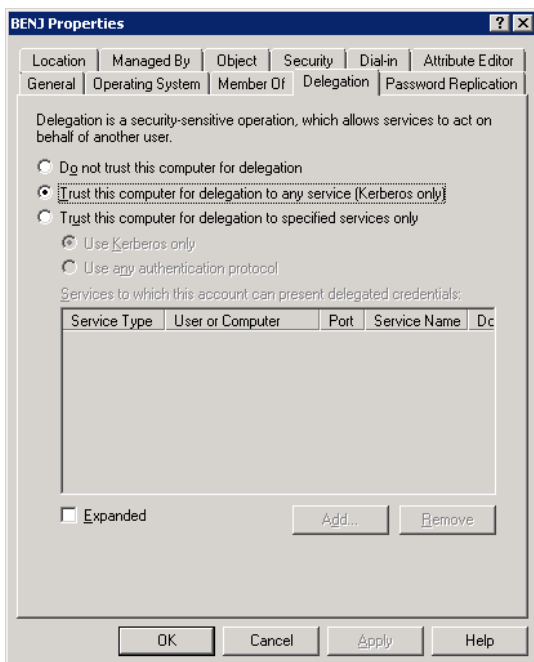 BENJ Properties
Location Managed By Object Security Dial-in Attribute Editor
General Operating System Member Of Delegation Password Replication
Delegation is a security-sensitive operation, which allows services to act on
behalf of another user.
Do not trust this computer for delegation
Trust this computer for delegation to any service (Kerberos only)
Trust this computer for delegation to specified services only
Use Kerberos only
Use any authentication protocol
Services to which this account can present delegated credentials:
Service Type User or Computer Port Service Name Dc
Expanded Add... Remove
OK Cancel Apply Help